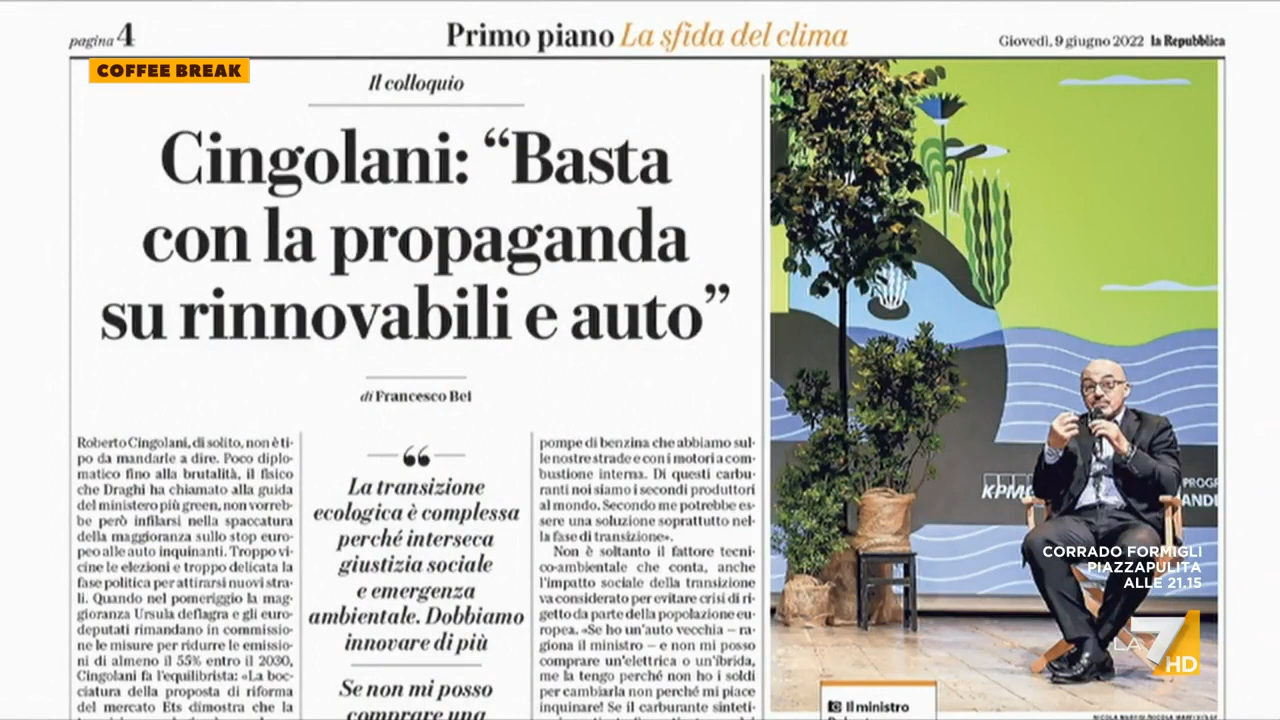 pagina 4
Primo piano La sfida del clima
Giovedì, 9 giugno 2022 la Repubblica
COFFEE BREAK
Il colloquio
Cingolani: “Basta
con la propaganda
su rinnovabili e auto”
di Francesco Bei
Roberto Cingolani, di solito, non è ti-
po da mandarle a dire. Poco diplo-
matico fino alla brutalità, il fisico
che Draghi ha chiamato alla guida
del ministero più green, non vorreb-
be però infilarsi nella spaccatura
della maggioranza sullo stop euro-
peo alle auto inquinanti. Troppo vi-
cine le elezioni e troppo delicata la
fase politica per attirarsi nuovi stra-
li. Quando nel pomeriggio la mag-
gioranza Ursula deflagra e gli euro-
deputati rimandano in commissio-
ne le misure per ridurre le emissio-
ni di almeno il 55% entro il 2030,
Cingolani fa l'equilibrista: «La boc-
ciatura della proposta di riforma
del mercato Ets dimostra che la
“
La transizione
ecologica è complessa
perché interseca
giustizia sociale
e emergenza
ambientale. Dobbiamo
innovare di più
Se non mi posso
comprare una
pompe di benzina che abbiamo sul-
le nostre strade e con i motori a com-
bustione interna. Di questi carbu-
ranti noi siamo i secondi produttori
al mondo. Secondo me potrebbe es-
sere una soluzione soprattutto nel-
la fase di transizione».
Non è soltanto il fattore tecni-
co-ambientale che conta, anche
l'impatto sociale della transizione
va considerato per evitare crisi di ri-
getto da parte della popolazione eu-
ropea. «Se ho un'auto vecchia – ra-
giona il ministro – e non mi posso
comprare un'elettrica o un'ibrida,
me la tengo perché non ho i soldi
per cambiarla non perché mi piace
inquinare! Se il carburante sinteti-
KPMG
PROGR
ANDI
CORRADO FORMIGLI
PIAZZAPULITA
ALLE 21.15
LA 7 HD
Il ministro